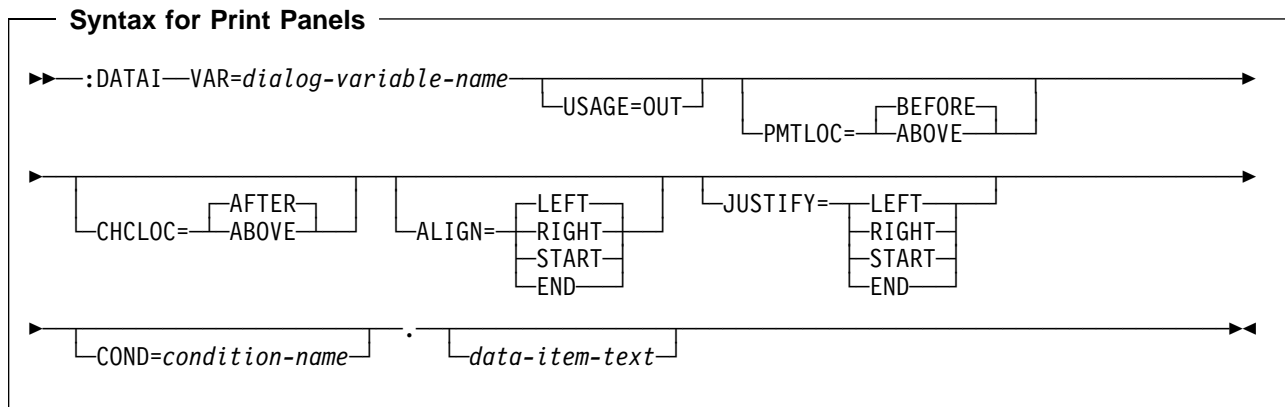 Syntax for Print Panels
:DATAI VAR=dialog-variable-name
USAGE=OUT
BEFORE
PMTLOC= ABOVE
AFTER
CHCLOC= ABOVE
LEFT
ALIGN= RIGHT
START
END
JUSTIFY= LEFT
RIGHT
START
END
COND=condition-name
.
data-item-text